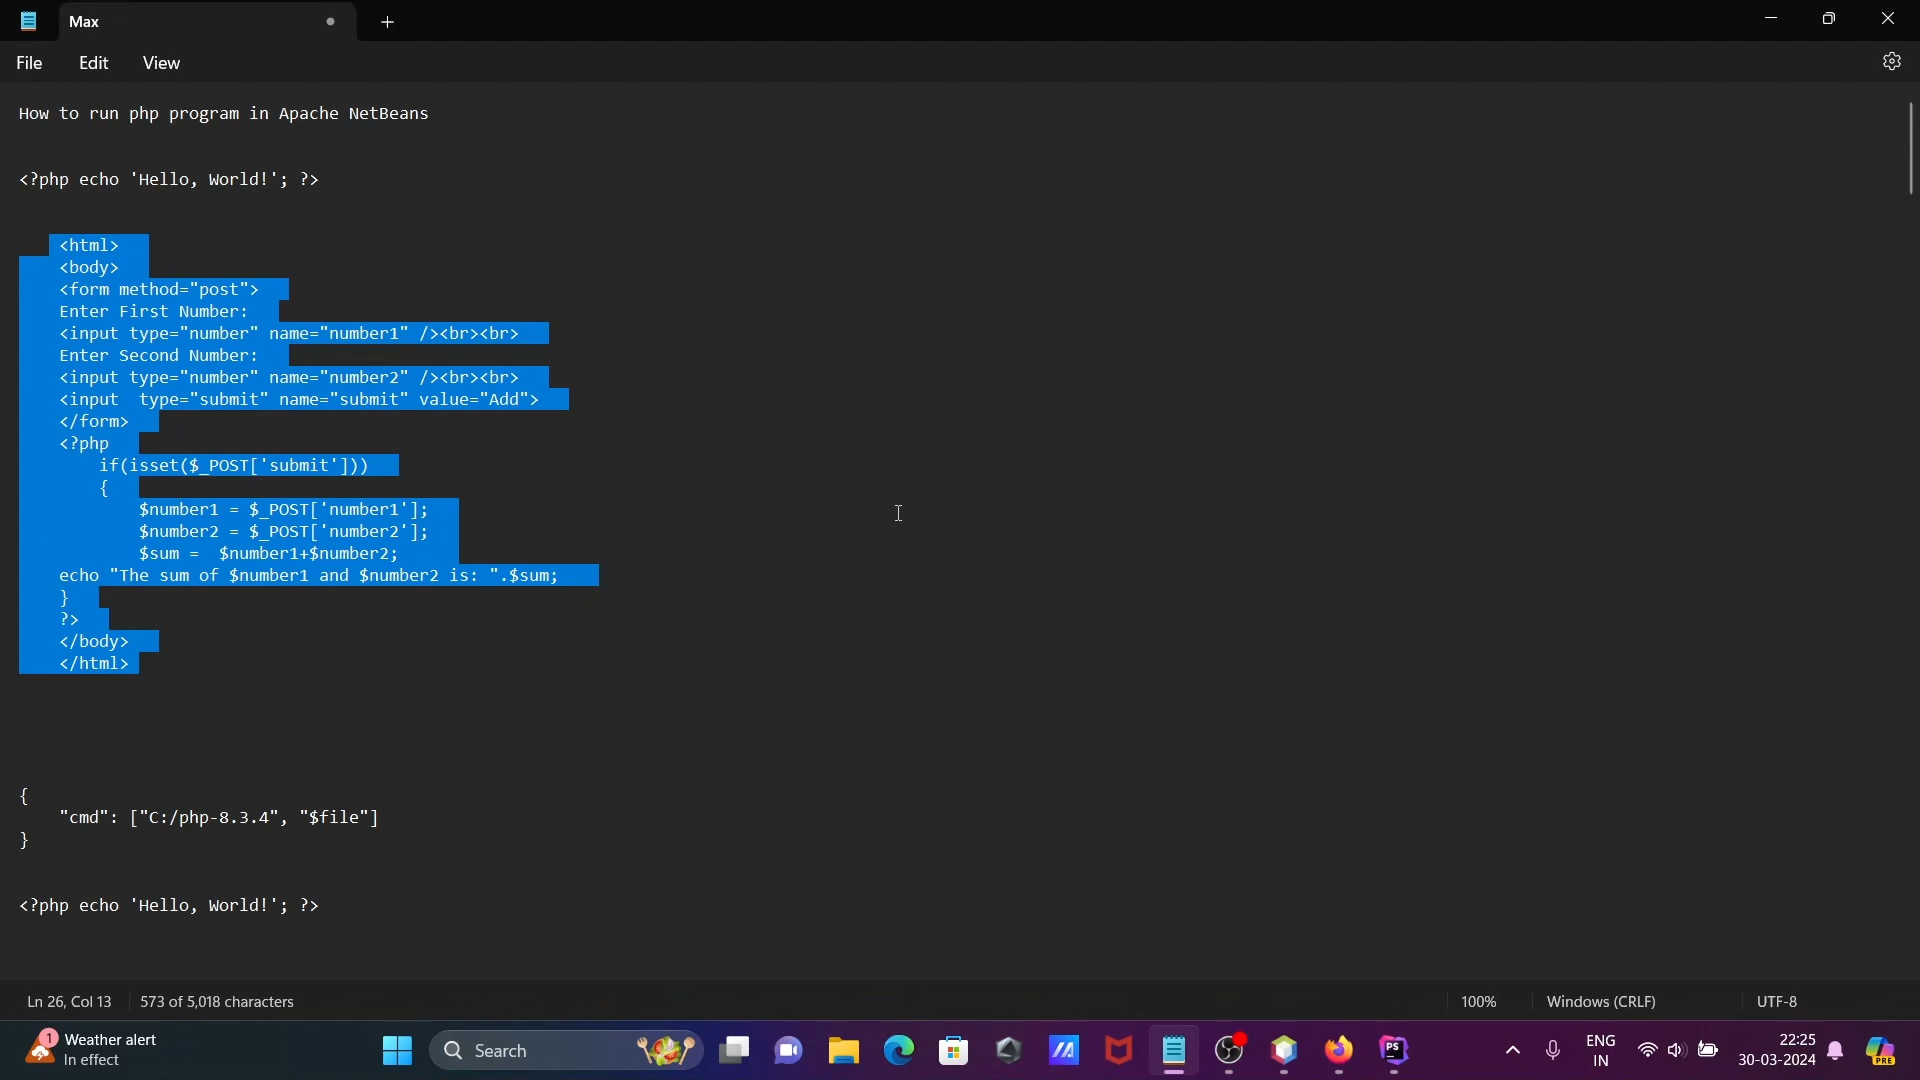 Max
File Edit View
How to run php program in Apache NetBeans
<?php echo 'Hello, World!'; ?>
<html>
<body>
<form method="post">
Enter First Number:
<input type="number" name="number1" /><br><br>
Enter Second Number:
<input type="number" name="number2" /><br><br>
<input  type="submit" name="submit" value="Add">
</form>
<?php
if(isset($_POST['submit']))
{
$number1 = $_POST['number1'];
$number2 = $_POST['number2'];
$sum =  $number1+$number2;
echo "The sum of $number1 and $number2 is: ".$sum;
}
?>
</body>
</html>
{
"cmd": ["C:/php-8.3.4", "$file"]
}
<?php echo 'Hello, World!'; ?>
Ln 26, Col 13 573 of 5,018 characters 100% Windows (CRLF) UTF-8
1 Weather alert
In effect
Search
PS
ENG
IN
22:25
30-03-2024
PRE